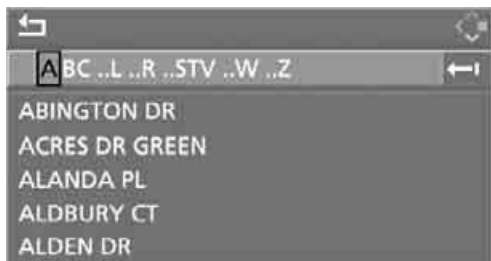 ABC ..L ..R ..STV ..W ..Z
ABINGTON DR
ACRES DR GREEN
ALANDA PL
ALDBURY CT
ALDEN DR